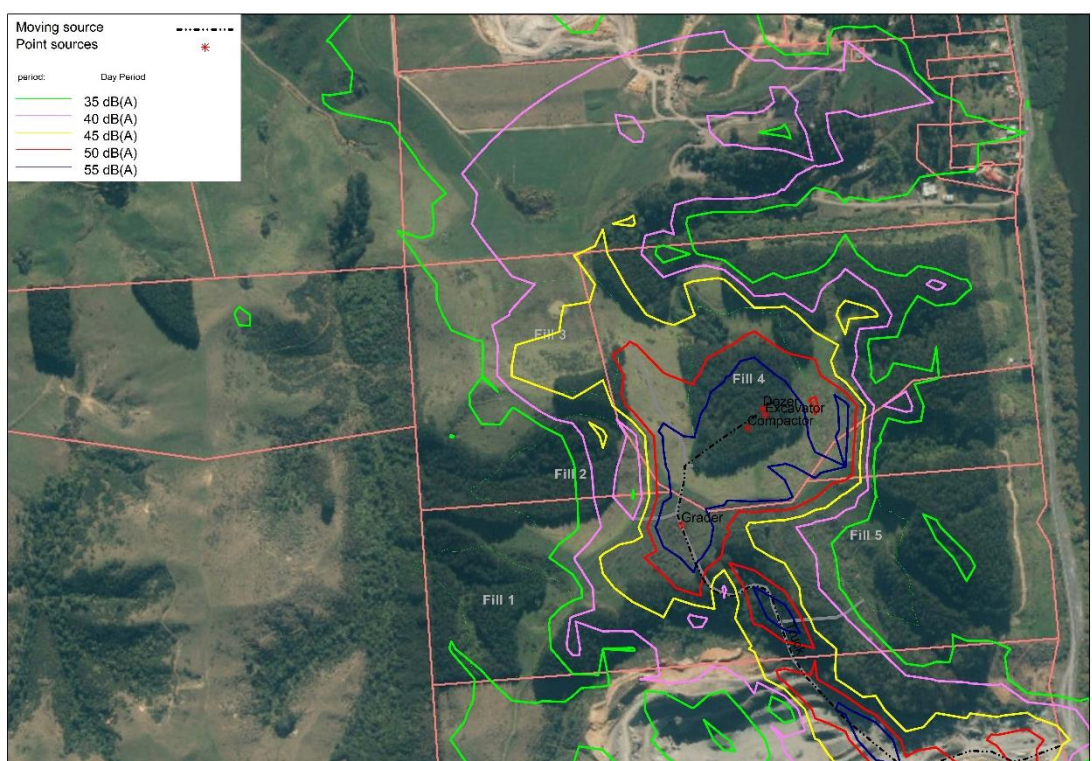 Moving source
Point sources
period: Day Period
35 dB(A)
40 dB(A)
45 dB(A)
50 dB(A)
55 dB(A)
Fill 3
Fill 4
Dozer
Excavator
Compactor
Fill 2
Grader
Fill 5
Fill 1